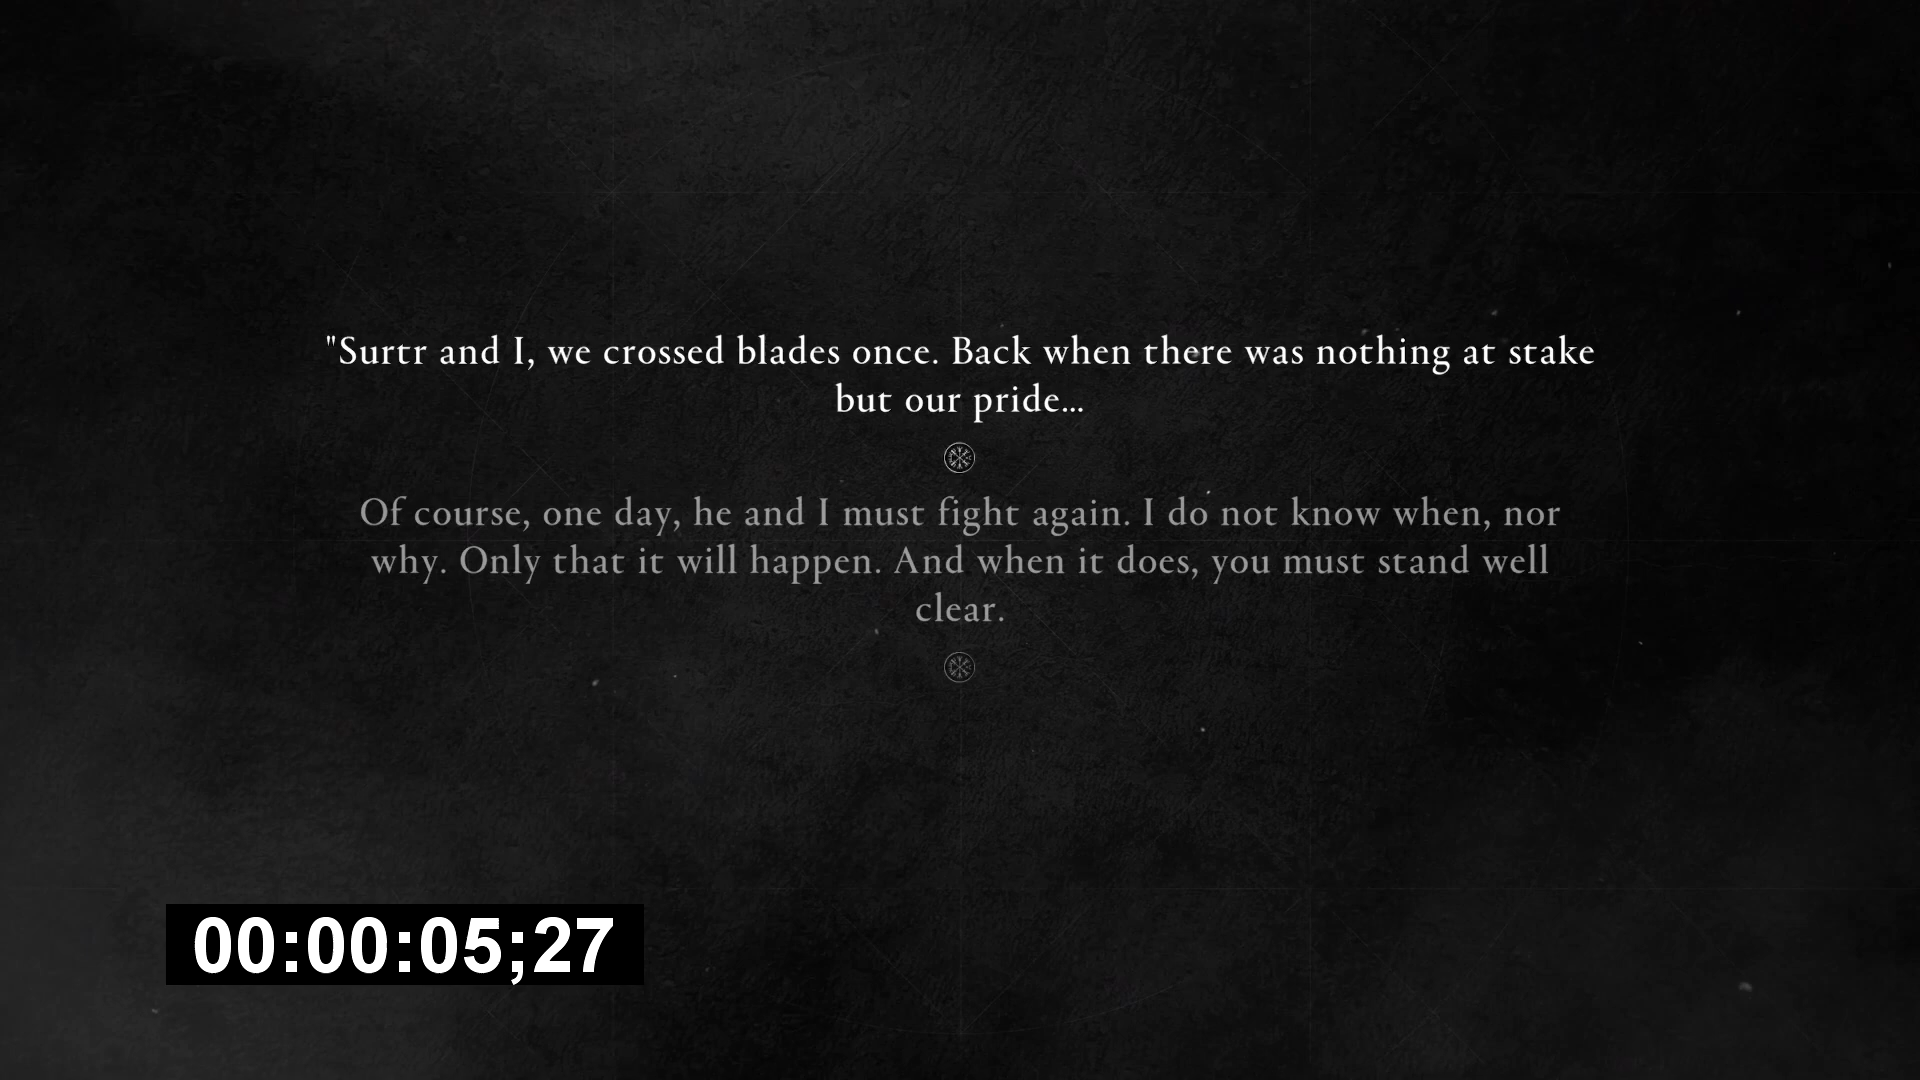 "Surtr and I, we crossed blades once. Back when there was nothing at stake
but our pride...
Of course, one day, he and I must fight again. I do not know when, nor
why. Only that it will happen. And when it does, you must stand well
clear.
00:00:05;27